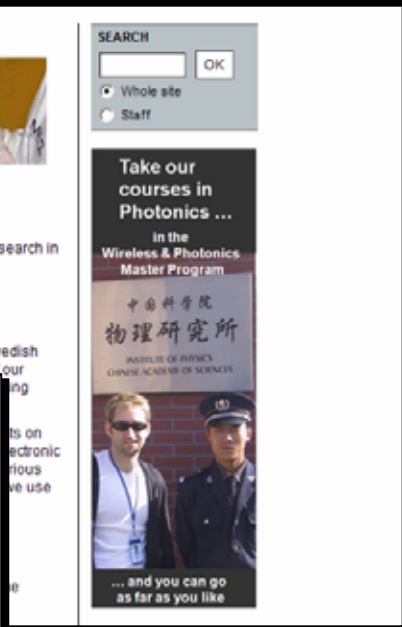 SEARCH
OK
Whole site
Staff
Take our
courses in
Photonics ...
in the
Wireless & Photonics
Master Program
中国科学院
物理研究所
INSTITUTE OF PHYSICS
CHINESE ACADEMY OF SCIENCES
... and you can go
as far as you like
search in
edish
our
ing
ts on
ectronic
rious
we use